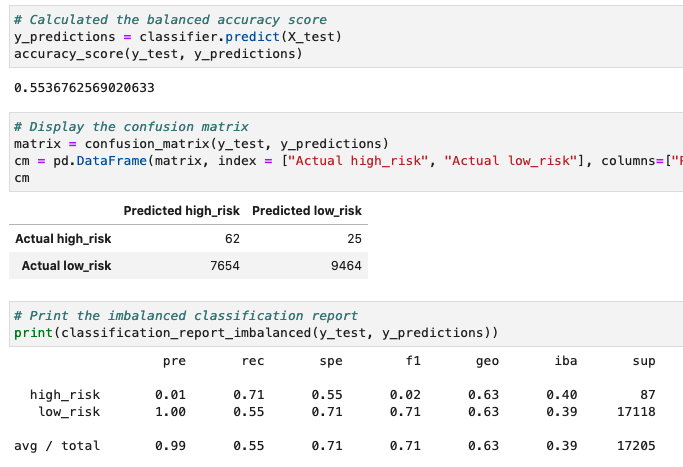 # Calculated the balanced accuracy score
y_predictions = classifier.predict(X_test)
accuracy_score(y_test, y_predictions)
0.5536762569020633
# Display the confusion matrix
matrix = confusion_matrix(y_test, y_predictions)
cm = pd.DataFrame(matrix, index = ["Actual high_risk", "Actual low_risk"], columns=["
cm
Predicted high_risk Predicted low_risk
Actual high_risk 62 25
Actual low_risk 7654 9464
# Print the imbalanced classification report
print(classification_report_imbalanced(y_test, y_predictions))
pre rec spe f1 geo iba sup
high_risk 0.01 0.71 0.55 0.02 0.63 0.40 87
low_risk 1.00 0.55 0.71 0.71 0.63 0.39 17118
avg / total 0.99 0.55 0.71 0.71 0.63 0.39 17205